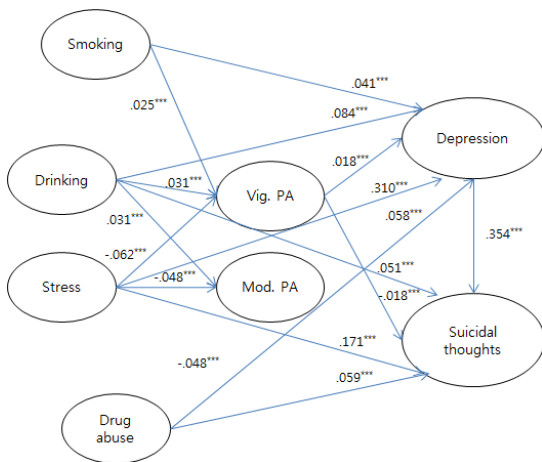 Smoking
.041***
.025***
.084***
Depression
Drinking
.031***
.018***
Vig. PA
.310***
.031***
.058***
-.062***
.354***
.051***
Stress
-.048***
Mod. PA
-.018***
.171***
Suicidal
thoughts
-.048***
.059***
Drug
abuse